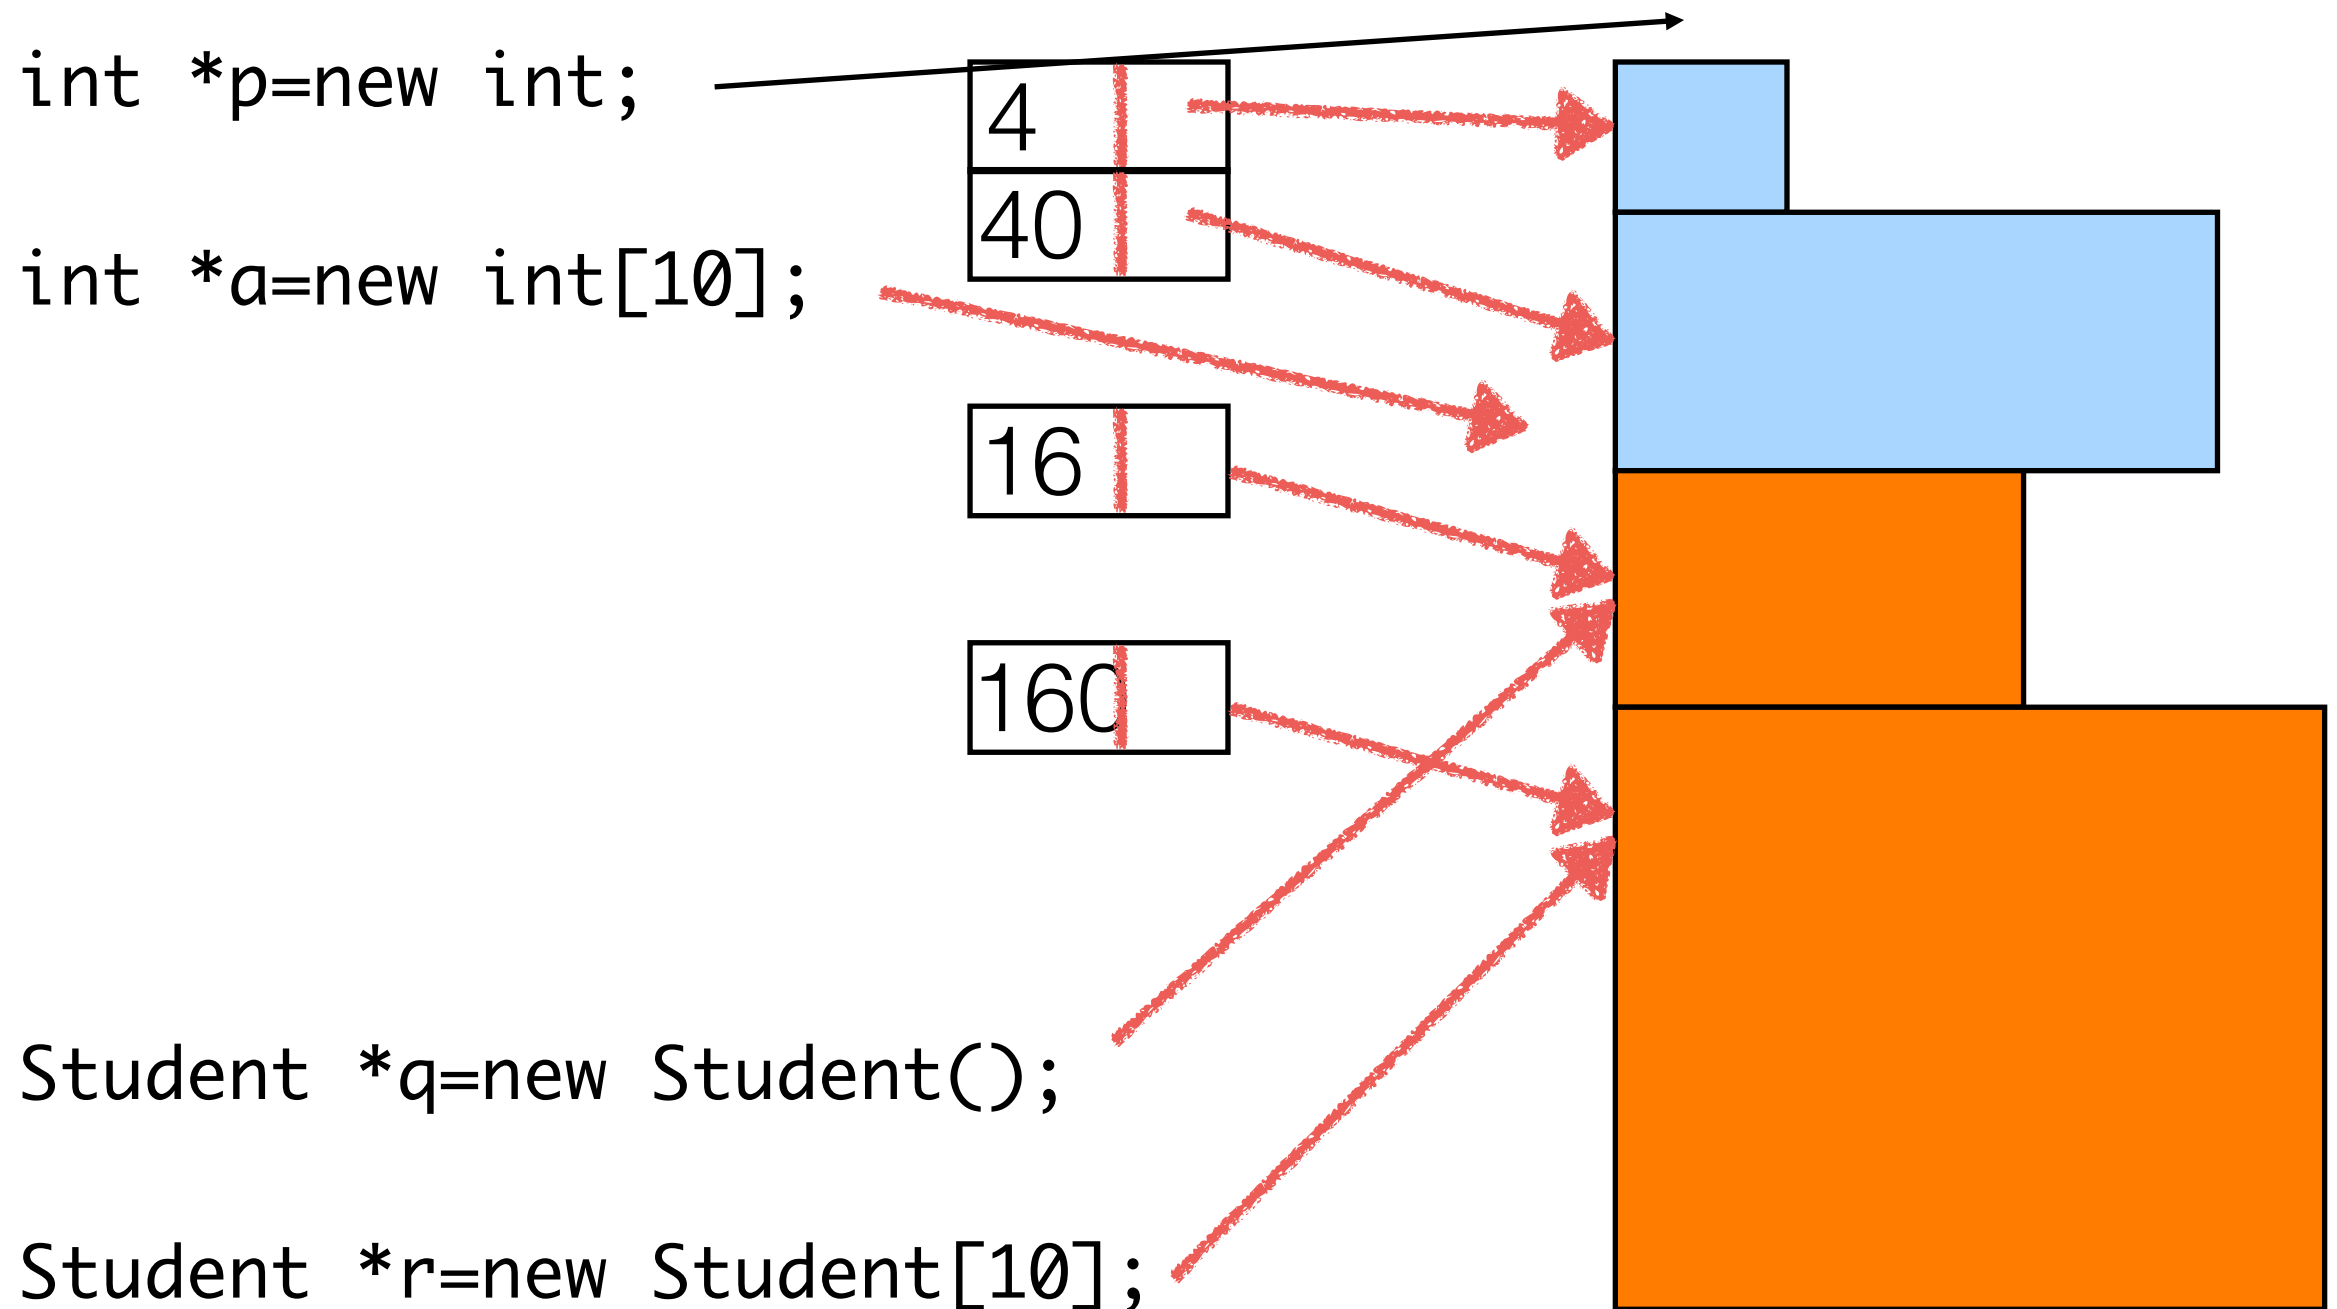 int *p=new int;
4
40
int *a=new int[10];
16
160
Student *q=new Student();
Student *r=new Student[10];